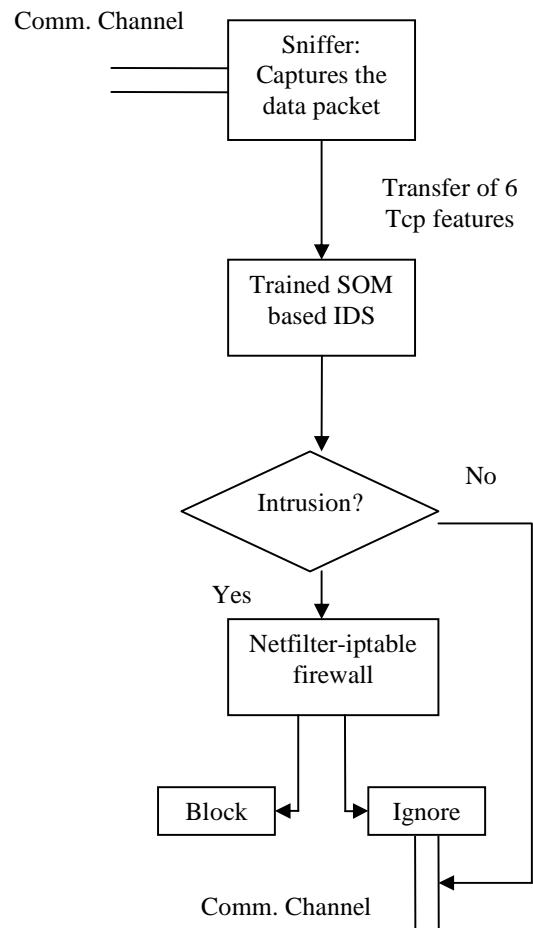 Comm. Channel
Sniffer:
Captures the
data packet
Transfer of 6
Tcp features
Trained SOM
based IDS
Intrusion?
No
Yes
Netfilter-iptable
firewall
Block
Ignore
Comm. Channel